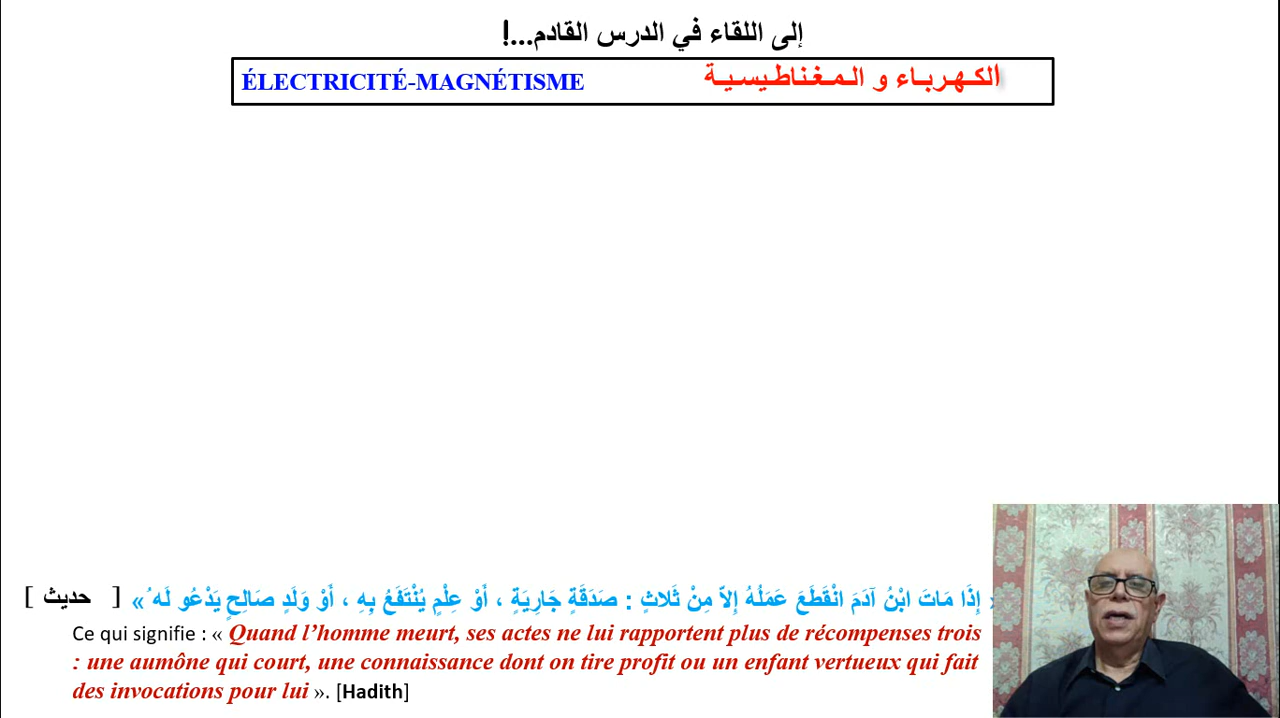 إلى اللقاء في الدرس القادم...!
ÉLECTRICITÉ-MAGNÉTISME الكهرباء و المغناطيسية
« إِذَا مَاتَ ابْنُ آدَمَ انْقَطَعَ عَمَلُهُ إِلاّ مِنْ ثَلاثٍ : صَدَقَةٍ جَارِيَةٍ ، أَوْ عِلْمٍ يُنْتَفَعُ بِهِ ، أَوْ وَلَدٍ صَالِحٍ يَدْعُو لَه ُ» [ حديث ]
Ce qui signifie : « Quand l’homme meurt, ses actes ne lui rapportent plus de récompenses trois
: une aumône qui court, une connaissance dont on tire profit ou un enfant vertueux qui fait
des invocations pour lui ». [Hadith]